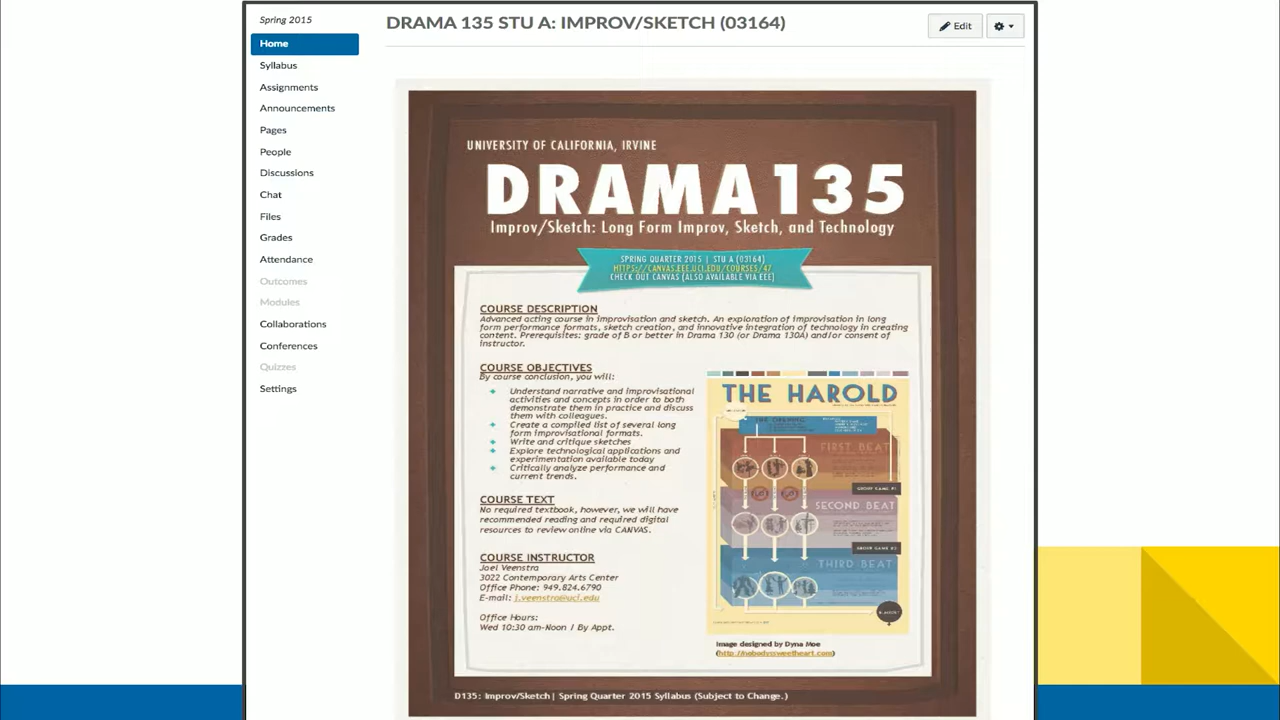 Spring 2015
Home
Syllabus
Assignments
Announcements
Pages
People
Discussions
Chat
Files
Grades
Attendance
Outcomes
Modules
Collaborations
Conferences
Quizzes
Settings
DRAMA 135 STU A: IMPROV/SKETCH (03164)
Edit
UNIVERSITY OF CALIFORNIA, IRVINE
DRAMA135
Improv/Sketch: Long Form Improv, Sketch, and Technology
SPRING QUARTER 2015 | STU A (03164)
HTTPS://CANVAS.EEE.UCI.EDU/COURSES/47
CHECK OUT CANVAS (ALSO AVAILABLE VIA EEE)
COURSE DESCRIPTION
Advanced acting course in improvisation and sketch. An exploration of improvisation in long
form performance formats, sketch creation, and innovative integration of technology in creating
content. Prerequisites: grade of B or better in Drama 130 (or Drama 130A) and/or consent of
instructor.
COURSE OBJECTIVES
By course conclusion, you will:
Understand narrative and improvisational
activities and concepts in order to both
demonstrate them in practice and discuss
them with colleagues.
Create a compiled list of several long
form improvisational formats.
Write and critique sketches
Explore technological applications and
experimentation available today
Critically analyze performance and
current trends.
COURSE TEXT
No required textbook, however, we will have
recommended reading and required digital
resources to review online via CANVAS.
COURSE INSTRUCTOR
Joel Veenstra
3022 Contemporary Arts Center
Office Phone: 949.824.6790
E-mail: j.veenstra@uci.edu
Office Hours:
Wed 10:30 am-Noon / By Appt.
THE HAROLD
THE OPENING
FIRST BEAT
GROUP GAME #1
SECOND BEAT
GROUP GAME #2
THIRD BEAT
Image designed by Dyna Moe
(http://nobodyssweetheart.com)
D135: Improv/Sketch | Spring Quarter 2015 Syllabus (Subject to Change.)